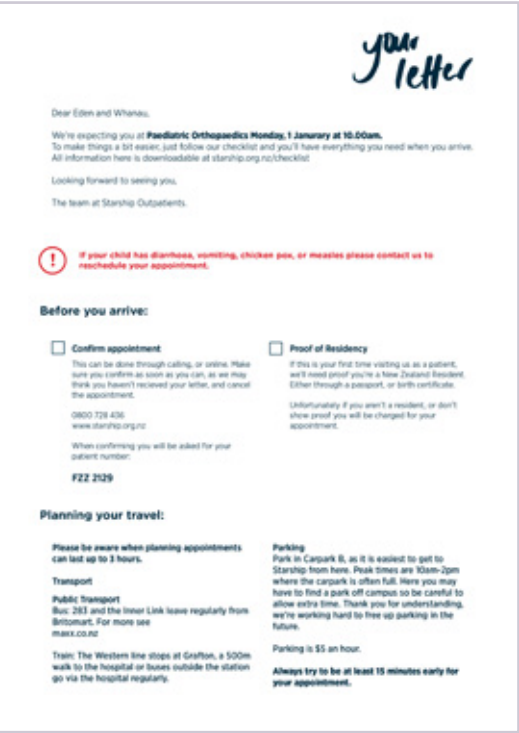 your
letter
Dear Eden and Whanau,
We're expecting you at Paediatric Orthopaedics Monday, 1 Janurary at 10.00am.
To make things a bit easier, just follow our checklist and you'll have everything you need when you arrive.
All information here is downloadable at starship.org.nz/checklist
Looking forward to seeing you,
The team at Starship Outpatients.
! If your child has diarrhoea, vomiting, chicken pox, or measles please contact us to
reschedule your appointment.
Before you arrive:
Confirm appointment
This can be done through calling, or online. Make
sure you confirm as soon as you can, as we may
think you haven't recieved your letter, and cancel
the appointment.
0800 728 436
www.starship.org.nz
When confirming you will be asked for your
patient number:
FZZ 2129
Proof of Residency
If this is your first time visiting us as a patient,
we'll need proof you're a New Zealand Resident.
Either through a passport, or birth certificate.
Unfortunately if you aren't a resident, or don't
show proof you will be charged for your
appointment.
Planning your travel:
Please be aware when planning appointments
can last up to 3 hours.
Transport
Public Transport
Bus: 283 and the Inner Link leave regularly from
Britomart. For more see
maxx.co.nz
Train: The Western line stops at Grafton, a 500m
walk to the hospital or buses outside the station
go via the hospital regularly.
Parking
Park in Carpark B, as it is easiest to get to
Starship from here. Peak times are 10am-2pm
where the carpark is often full. Here you may
have to find a park off campus so be careful to
allow extra time. Thank you for understanding,
we're working hard to free up parking in the
future.
Parking is $5 an hour.
Always try to be at least 15 minutes early for
your appointment.